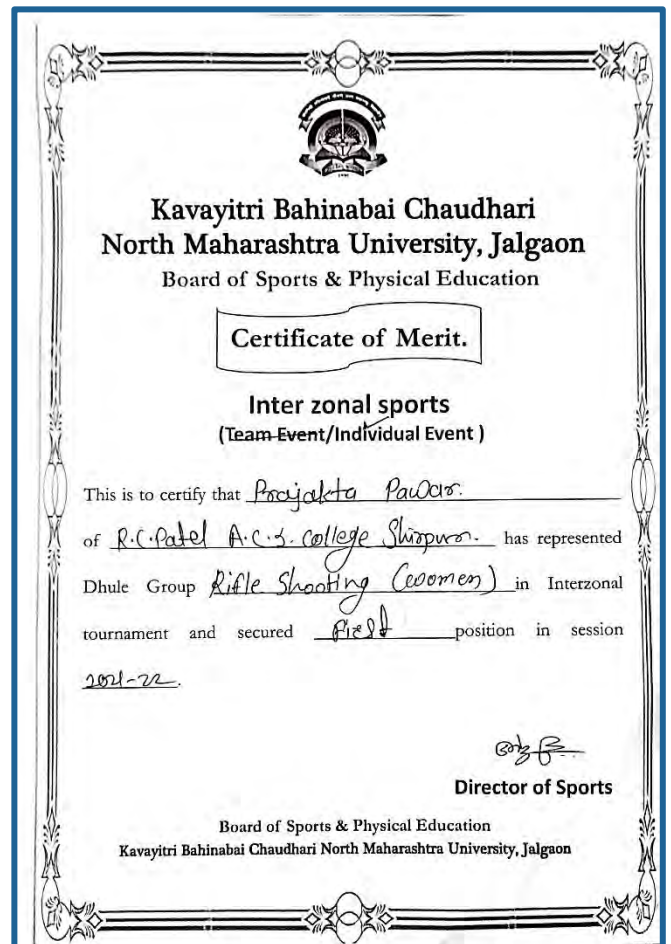 Kavayitri Bahinabai Chaudhari
North Maharashtra University, Jalgaon
Board of Sports & Physical Education
Certificate of Merit.
Inter zonal sports
(Team Event/Individual Event )
This is to certify that Prajakta Pawar.
of R.C.Patel A.C.S. College Shirpur. has represented
Dhule Group Rifle Shooting (women) in Interzonal
tournament and secured First position in session
2021-22.
Director of Sports
Board of Sports & Physical Education
Kavayitri Bahinabai Chaudhari North Maharashtra University, Jalgaon